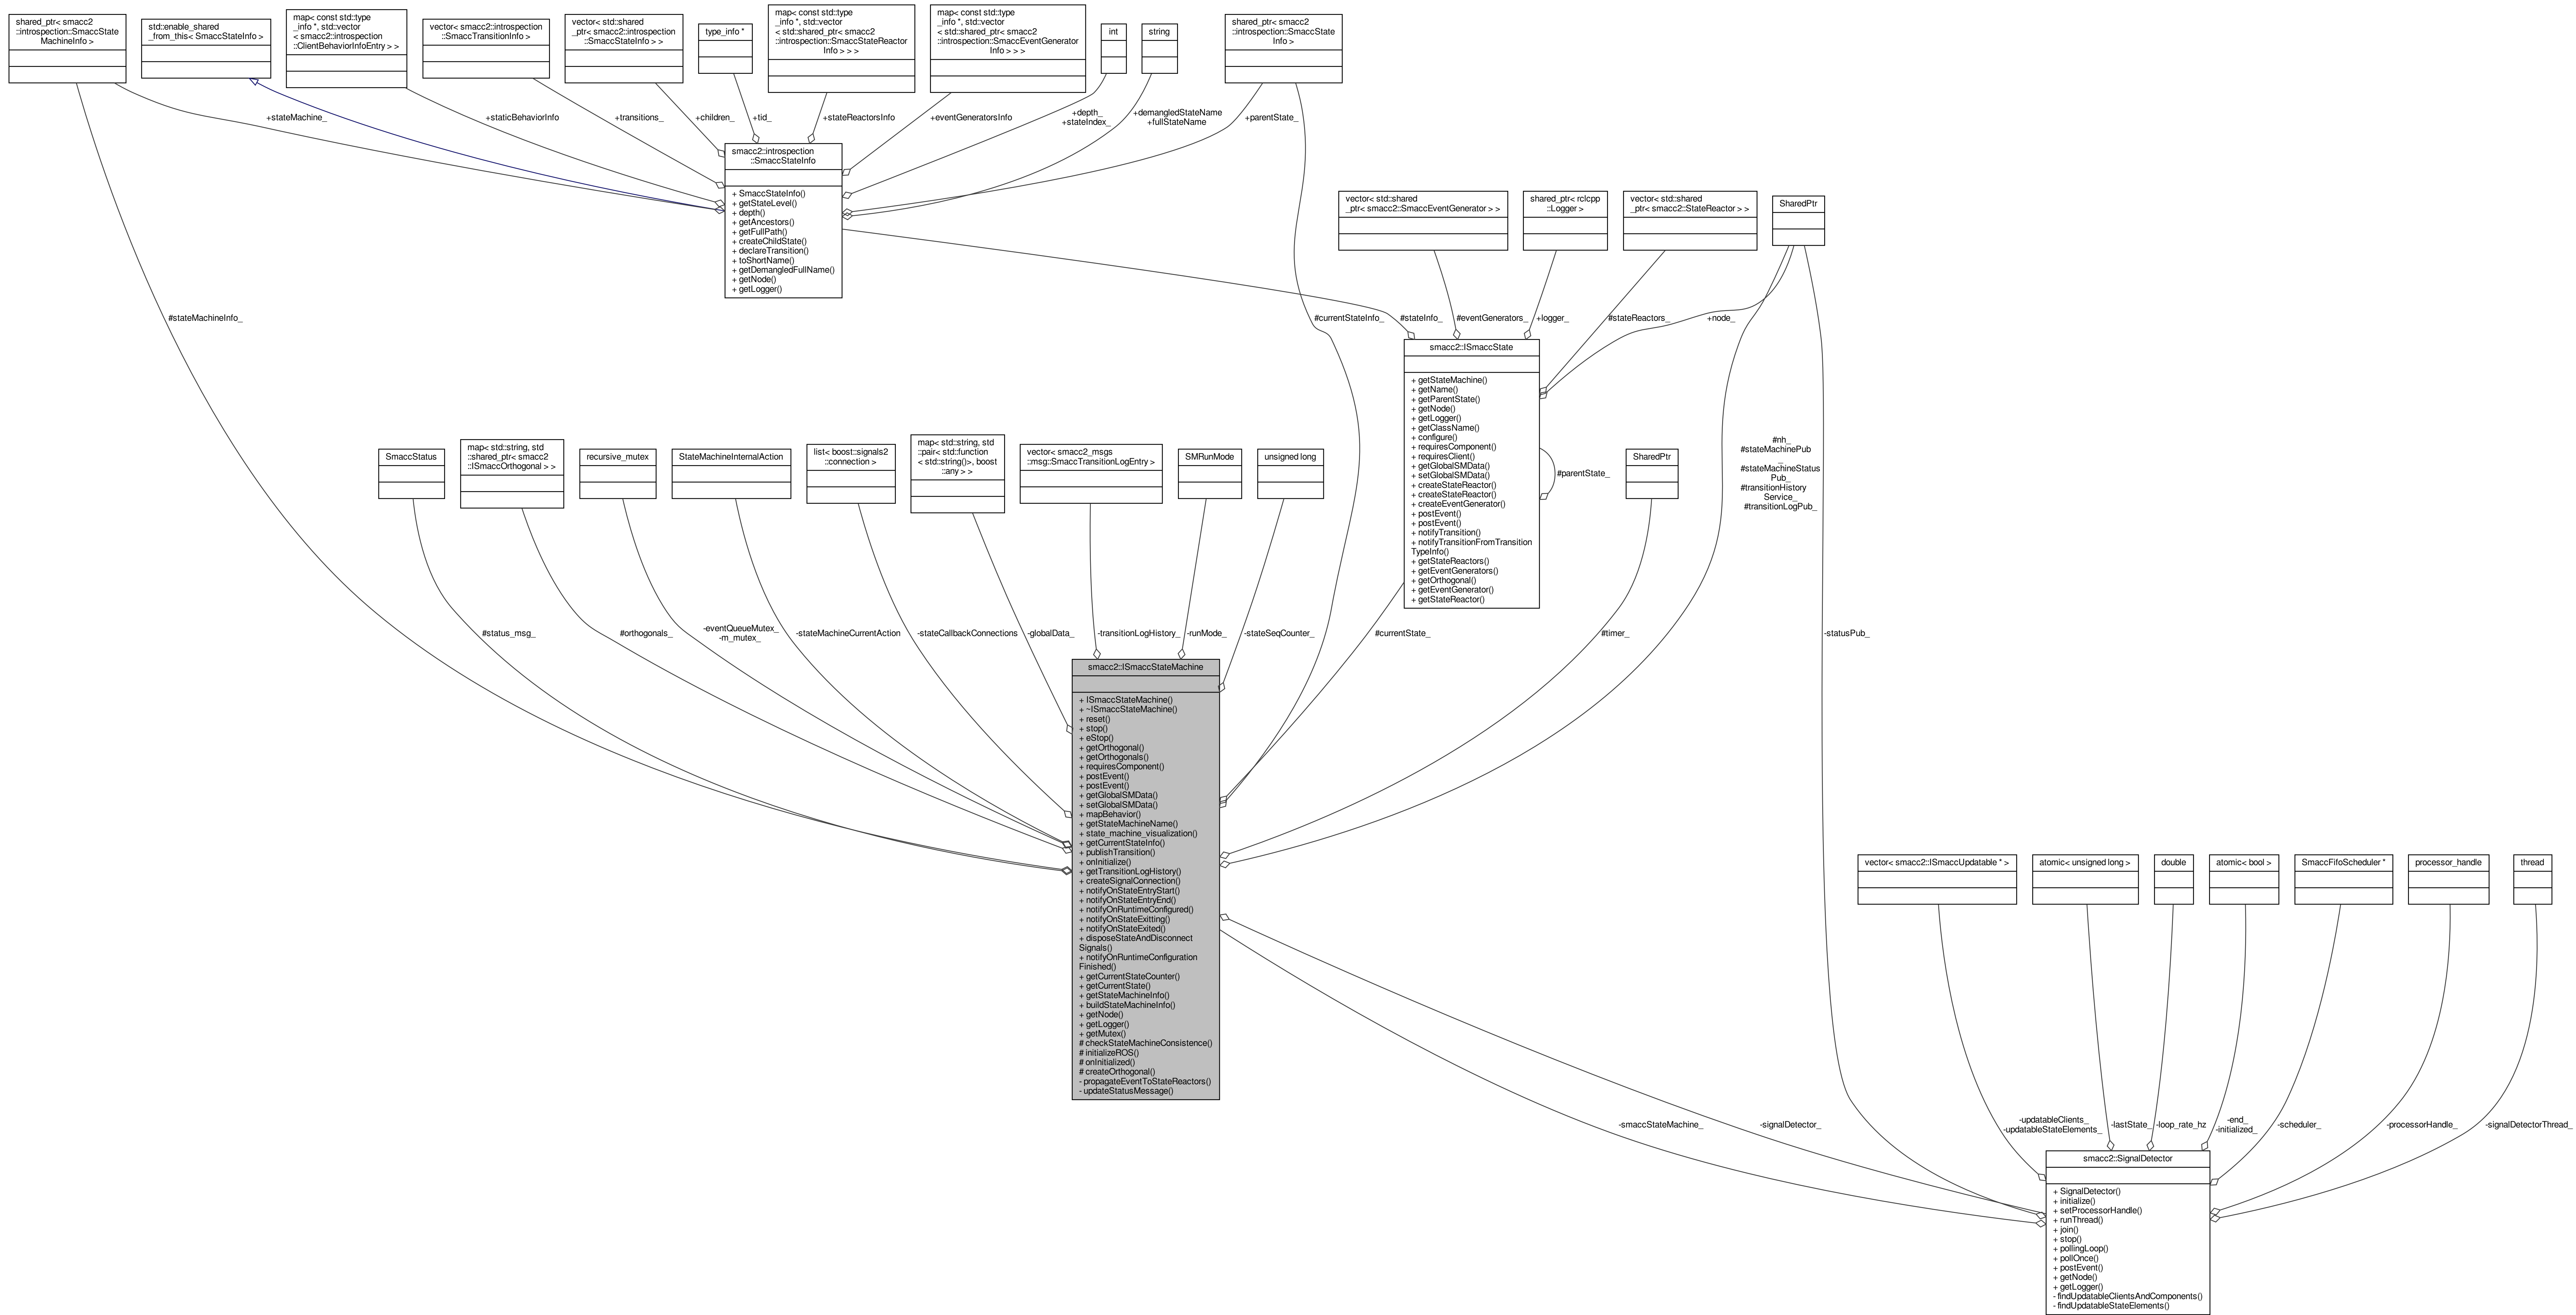 shared_ptr< smacc2
::introspection::SmaccState
MachineInfo >
std::enable_shared
_from_this< SmaccStateInfo >
map< const std::type
_info *, std::vector
< smacc2::introspection
::ClientBehaviorInfoEntry > >
vector< smacc2::introspection
::SmaccTransitionInfo >
vector< std::shared
_ptr< smacc2::introspection
::SmaccStateInfo > >
type_info *
map< const std::type
_info *, std::vector
< std::shared_ptr< smacc2
::introspection::SmaccStateReactor
Info > > >
map< const std::type
_info *, std::vector
< std::shared_ptr< smacc2
::introspection::SmaccEventGenerator
Info > > >
int
string
shared_ptr< smacc2
::introspection::SmaccState
Info >
+stateMachine_
+staticBehaviorInfo
+transitions_
+children_
+tid_
+stateReactorsInfo
+eventGeneratorsInfo
+depth_
+stateIndex_
+demangledStateName
+fullStateName
+parentState_
smacc2::introspection
::SmaccStateInfo
+ SmaccStateInfo()
+ getStateLevel()
+ depth()
+ getAncestors()
+ getFullPath()
+ createChildState()
+ declareTransition()
+ toShortName()
+ getDemangledFullName()
+ getNode()
+ getLogger()
vector< std::shared
_ptr< smacc2::SmaccEventGenerator > >
shared_ptr< rclcpp
::Logger >
vector< std::shared
_ptr< smacc2::StateReactor > >
SharedPtr
#stateMachineInfo_
#currentStateInfo_
#stateInfo_
#eventGenerators_
+logger_
#stateReactors_
+node_
smacc2::ISmaccState
+ getStateMachine()
+ getName()
+ getParentState()
+ getNode()
+ getLogger()
+ getClassName()
+ configure()
+ requiresComponent()
+ requiresClient()
+ getGlobalSMData()
+ setGlobalSMData()
+ createStateReactor()
+ createStateReactor()
+ createEventGenerator()
+ postEvent()
+ postEvent()
+ notifyTransition()
+ notifyTransitionFromTransition
TypeInfo()
+ getStateReactors()
+ getEventGenerators()
+ getOrthogonal()
+ getEventGenerator()
+ getStateReactor()
#parentState_
SmaccStatus
map< std::string, std
::shared_ptr< smacc2
::ISmaccOrthogonal > >
recursive_mutex
StateMachineInternalAction
list< boost::signals2
::connection >
map< std::string, std
::pair< std::function
< std::string()>, boost
::any > >
vector< smacc2_msgs
::msg::SmaccTransitionLogEntry >
SMRunMode
unsigned long
SharedPtr
#nh_
#stateMachinePub
_
#stateMachineStatus
Pub_
#transitionHistory
Service_
#transitionLogPub_
#status_msg_
#orthogonals_
-eventQueueMutex_
-m_mutex_
-stateMachineCurrentAction
-stateCallbackConnections
-globalData_
-transitionLogHistory_
-runMode_
-stateSeqCounter_
#currentState_
#timer_
-statusPub_
smacc2::ISmaccStateMachine
+ ISmaccStateMachine()
+ ~ISmaccStateMachine()
+ reset()
+ stop()
+ eStop()
+ getOrthogonal()
+ getOrthogonals()
+ requiresComponent()
+ postEvent()
+ postEvent()
+ getGlobalSMData()
+ setGlobalSMData()
+ mapBehavior()
+ getStateMachineName()
+ state_machine_visualization()
+ getCurrentStateInfo()
+ publishTransition()
+ onInitialize()
+ getTransitionLogHistory()
+ createSignalConnection()
+ notifyOnStateEntryStart()
+ notifyOnStateEntryEnd()
+ notifyOnRuntimeConfigured()
+ notifyOnStateExitting()
+ notifyOnStateExited()
+ disposeStateAndDisconnect
Signals()
+ notifyOnRuntimeConfiguration
Finished()
+ getCurrentStateCounter()
+ getCurrentState()
+ getStateMachineInfo()
+ buildStateMachineInfo()
+ getNode()
+ getLogger()
+ getMutex()
# checkStateMachineConsistence()
# initializeROS()
# onInitialized()
# createOrthogonal()
- propagateEventToStateReactors()
- updateStatusMessage()
vector< smacc2::ISmaccUpdatable * >
atomic< unsigned long >
double
atomic< bool >
SmaccFifoScheduler *
processor_handle
thread
-smaccStateMachine_
-signalDetector_
-updatableClients_
-updatableStateElements_
-lastState_
-loop_rate_hz
-end_
-initialized_
-scheduler_
-processorHandle_
-signalDetectorThread_
smacc2::SignalDetector
+ SignalDetector()
+ initialize()
+ setProcessorHandle()
+ runThread()
+ join()
+ stop()
+ pollingLoop()
+ pollOnce()
+ postEvent()
+ getNode()
+ getLogger()
- findUpdatableClientsAndComponents()
- findUpdatableStateElements()